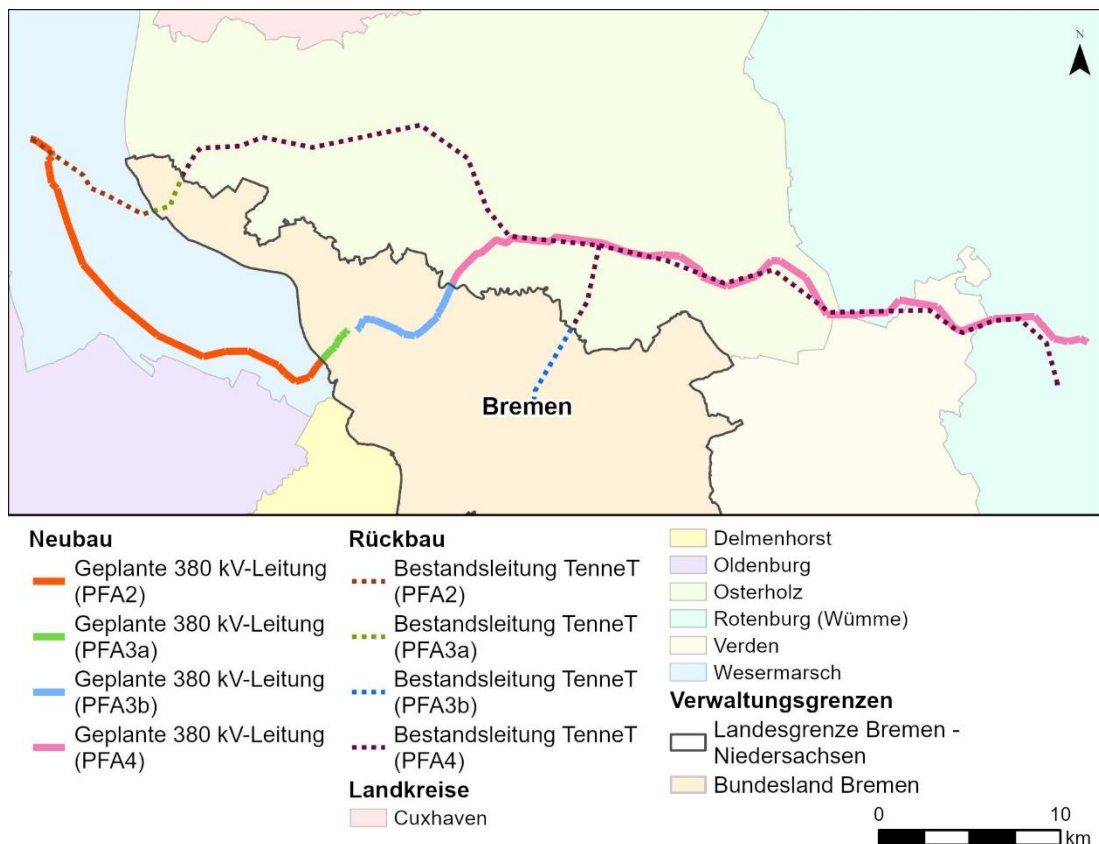 N
Bremen
Neubau
Geplante 380 kV-Leitung
(PFA2)
Geplante 380 kV-Leitung
(PFA3a)
Geplante 380 kV-Leitung
(PFA3b)
Geplante 380 kV-Leitung
(PFA4)
Rückbau
Bestandsleitung TenneT
(PFA2)
Bestandsleitung TenneT
(PFA3a)
Bestandsleitung TenneT
(PFA3b)
Bestandsleitung TenneT
(PFA4)
Landkreise
Cuxhaven
Delmenhorst
Oldenburg
Osterholz
Rotenburg (Wümme)
Verden
Wesermarsch
Verwaltungsgrenzen
Landesgrenze Bremen -
Niedersachsen
Bundesland Bremen
0 10
km